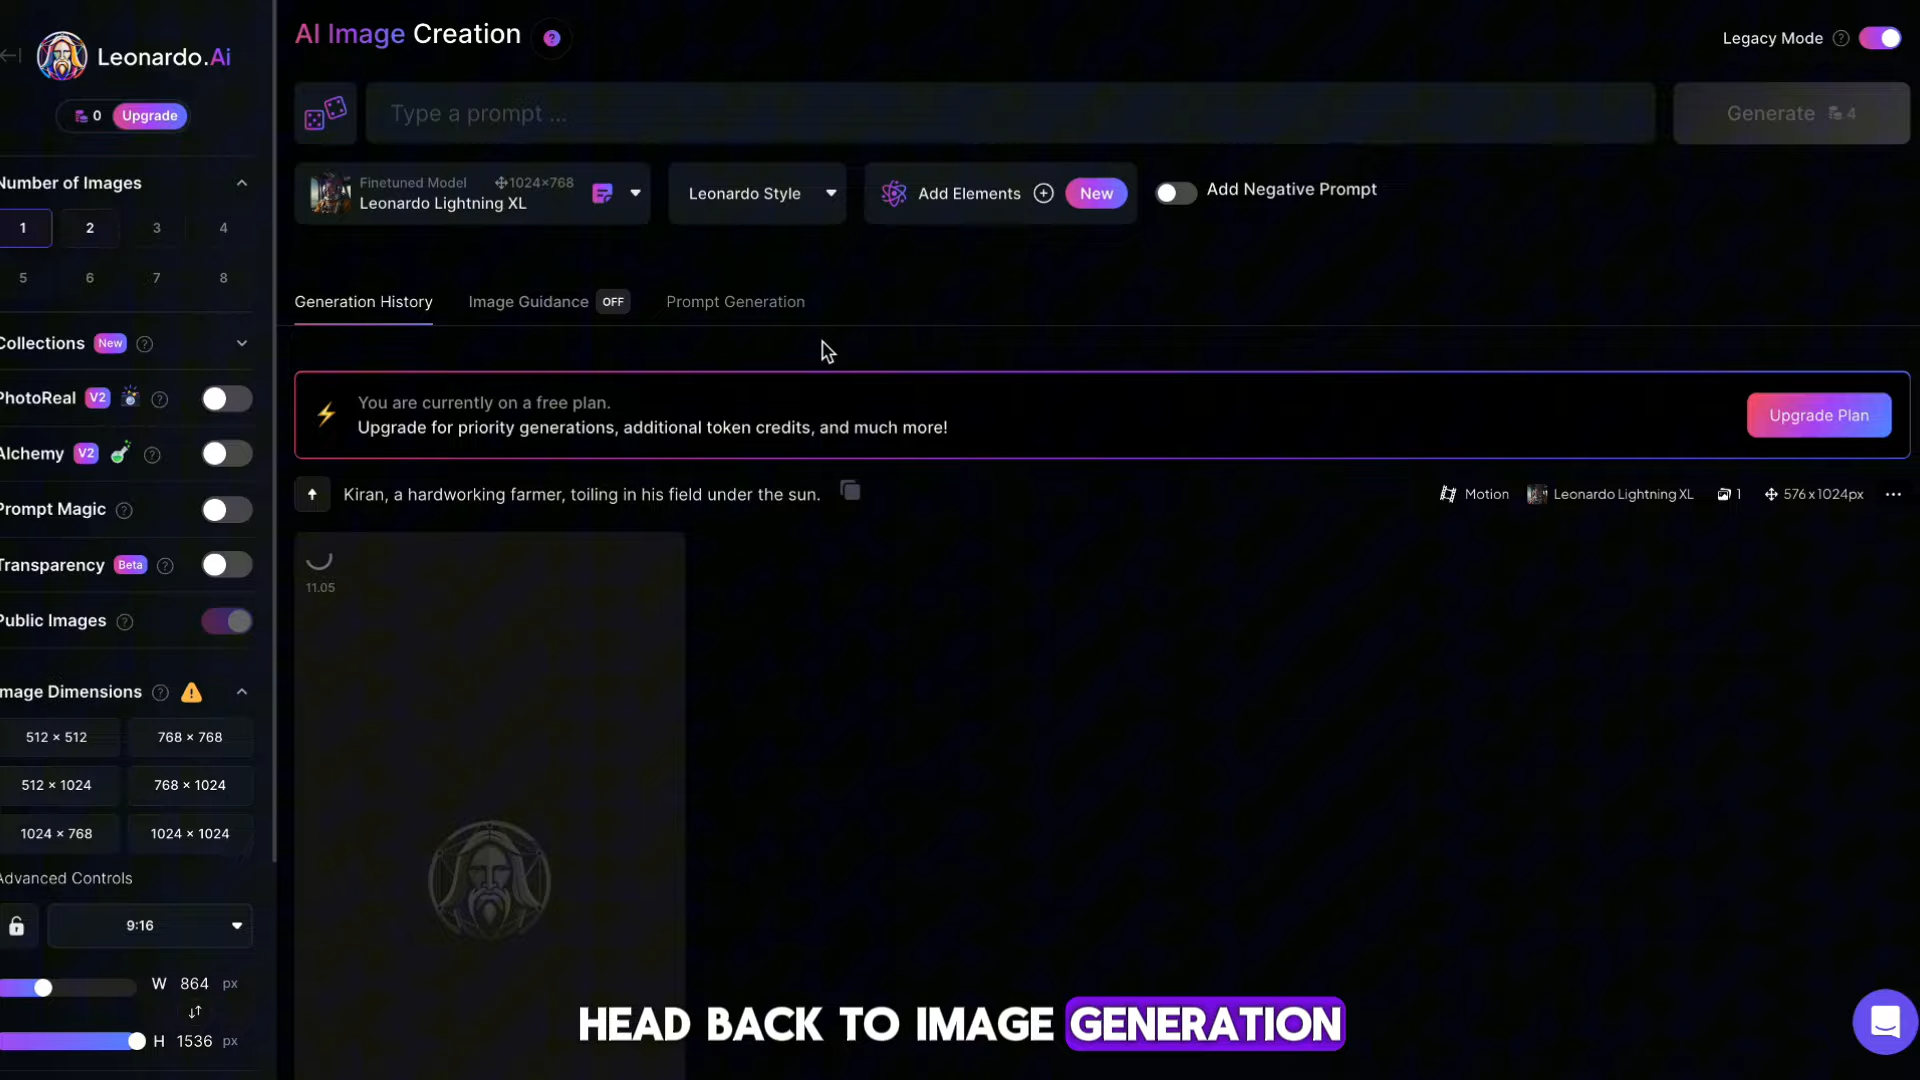 AI Image Creation ?
Legacy Mode ?
Leonardo.Ai
0 Upgrade
Type a prompt ...
Generate 4
Number of Images
1 2 3 4
5 6 7 8
Finetuned Model 1024×768
Leonardo Lightning XL
Leonardo Style
Add Elements New
Add Negative Prompt
Generation History
Image Guidance OFF
Prompt Generation
Collections New ?
PhotoReal V2 ?
Alchemy V2 ?
Prompt Magic ?
Transparency Beta ?
Public Images ?
You are currently on a free plan.
Upgrade for priority generations, additional token credits, and much more!
Upgrade Plan
Kiran, a hardworking farmer, toiling in his field under the sun.
Motion Leonardo Lightning XL 1 576 x 1024px ...
11.05
Image Dimensions ?
512 × 512 768 × 768
512 × 1024 768 × 1024
1024 × 768 1024 × 1024
Advanced Controls
9:16
W 864 px
H 1536 px
HEAD BACK TO IMAGE GENERATION